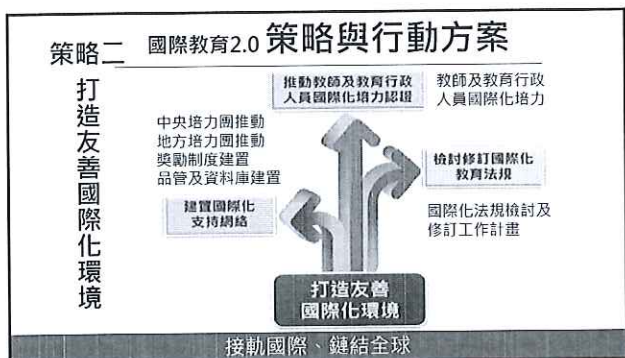 策略二
國際教育2.0 策略與行動方案
打造友善國際化環境
推動教師及教育行政
人員國際化培力認證
教師及教育行政
人員國際化培力
中央培力團推動
地方培力團推動
獎勵制度建置
品管及資料庫建置
建置國際化
支持網絡
檢討修訂國際化
教育法規
國際化法規檢討及
修訂工作計畫
打造友善
國際化環境
接軌國際、鏈結全球